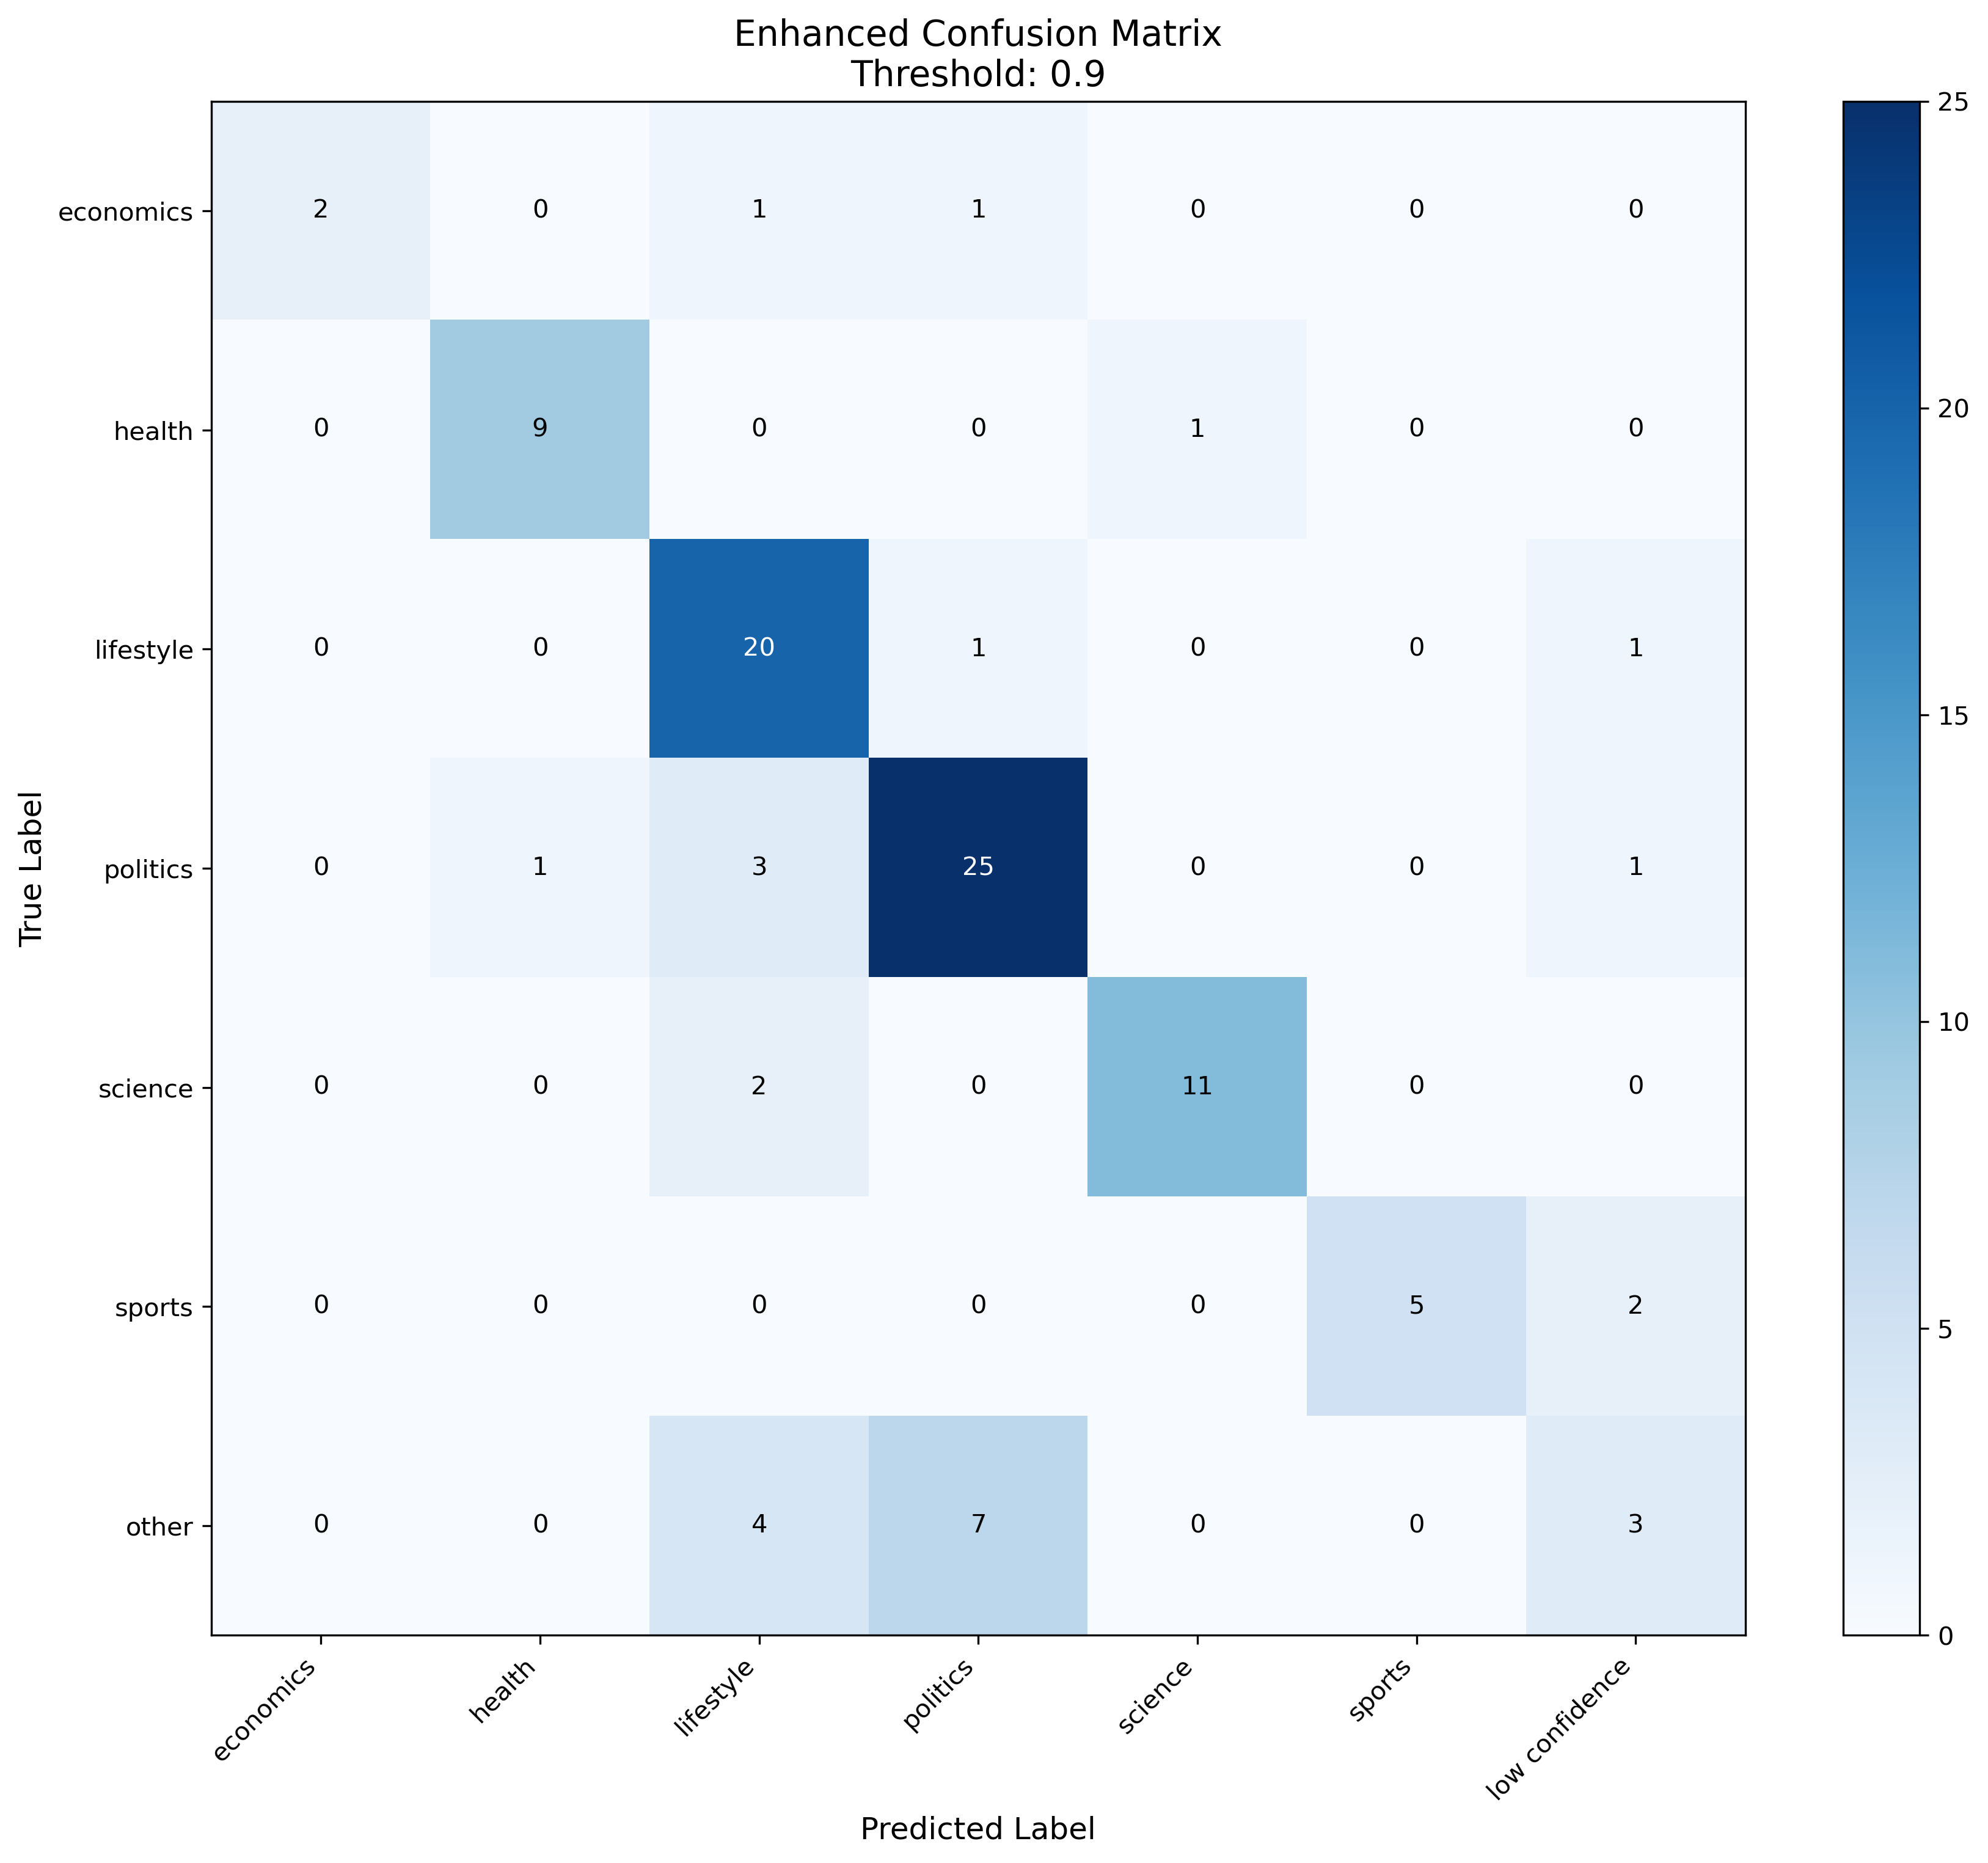 Enhanced Confusion Matrix
Threshold: 0.9
25
economics 2 0 1 1 0 0 0
health 0 9 0 0 1 0 0
20
lifestyle 0 0 20 1 0 0 1
15
True Label
politics 0 1 3 25 0 0 1
10
science 0 0 2 0 11 0 0
sports 0 0 0 0 0 5 2
5
other 0 0 4 7 0 0 3
0
economics health lifestyle politics science sports low confidence
Predicted Label